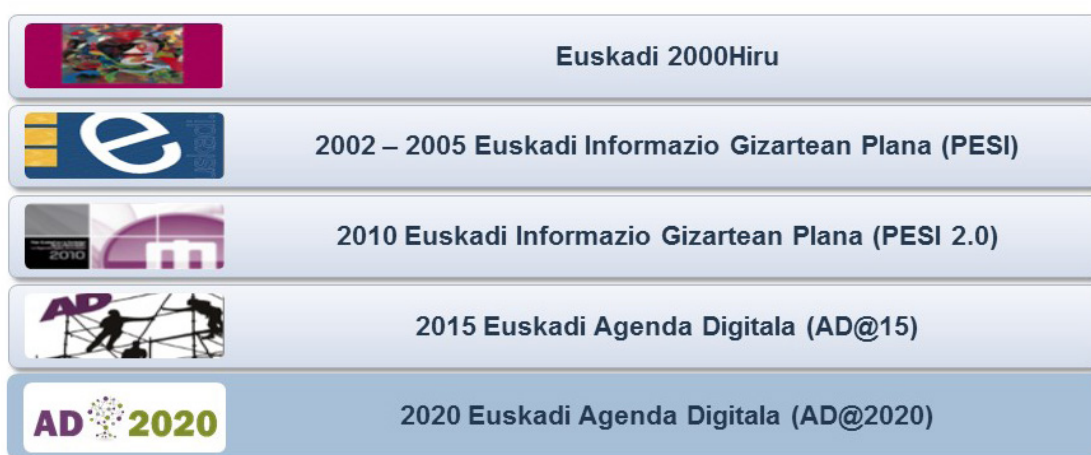 Euskadi 2000Hiru
2002 – 2005 Euskadi Informazio Gizartean Plana (PESI)
2010
2010 Euskadi Informazio Gizartean Plana (PESI 2.0)
AD
2015 Euskadi Agenda Digitala (AD@15)
AD 2020
2020 Euskadi Agenda Digitala (AD@2020)